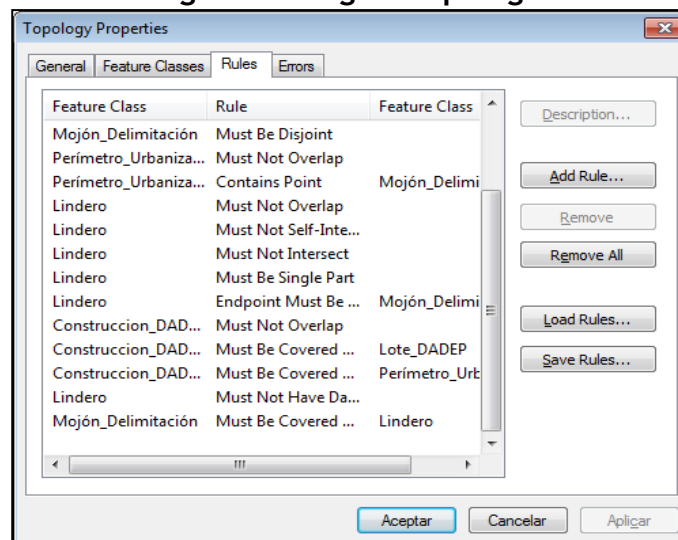 Topology Properties
General Feature Classes Rules Errors
Feature Class Rule Feature Class
Mojón_Delimitación Must Be Disjoint
Perímetro_Urbaniza... Must Not Overlap
Perímetro_Urbaniza... Contains Point Mojón_Delimi
Lindero Must Not Overlap
Lindero Must Not Self-Inte...
Lindero Must Not Intersect
Lindero Must Be Single Part
Lindero Endpoint Must Be ... Mojón_Delimi
Construccion_DAD... Must Not Overlap
Construccion_DAD... Must Be Covered ... Lote_DADEP
Construccion_DAD... Must Be Covered ... Perímetro_Urb
Lindero Must Not Have Da...
Mojón_Delimitación Must Be Covered ... Lindero
Description...
Add Rule...
Remove
Remove All
Load Rules...
Save Rules...
Aceptar Cancelar Aplicar